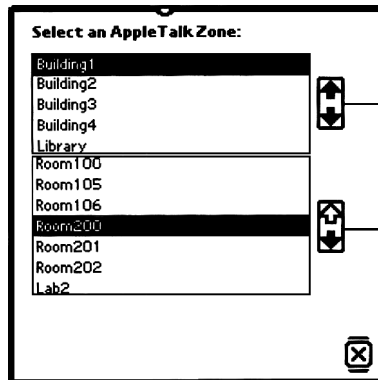 Select an AppleTalk Zone:
Building1
Building2
Building3
Building4
Library
Room100
Room105
Room106
Room200
Room201
Room202
Lab2